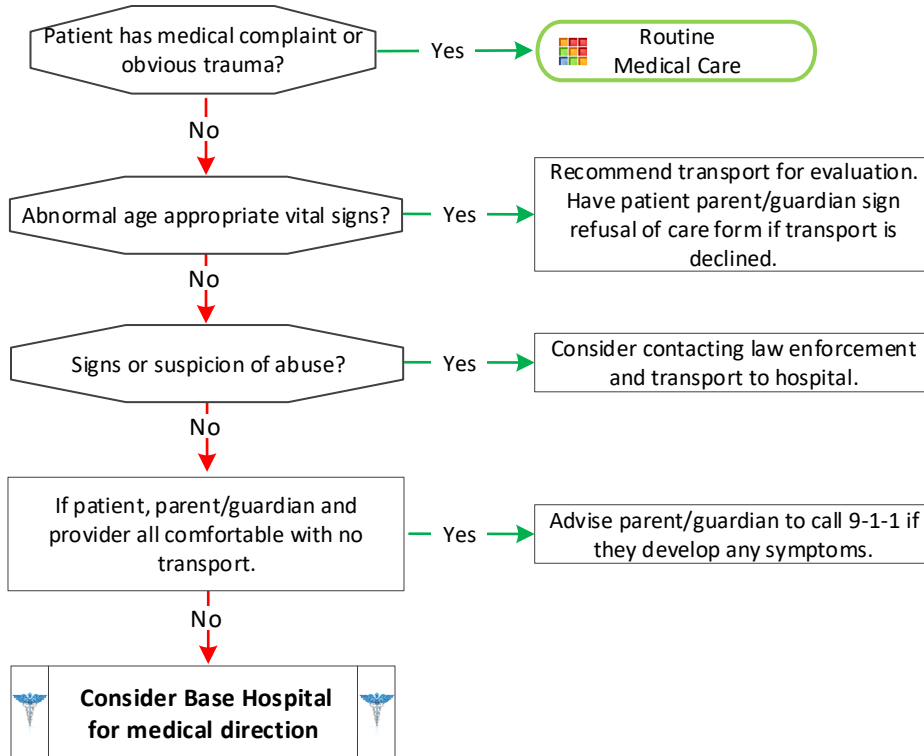 Patient has medical complaint or
obvious trauma?
Yes
Routine
Medical Care
No
Abnormal age appropriate vital signs?
Yes
Recommend transport for evaluation.
Have patient parent/guardian sign
refusal of care form if transport is
declined.
No
Signs or suspicion of abuse?
Yes
Consider contacting law enforcement
and transport to hospital.
No
If patient, parent/guardian and
provider all comfortable with no
transport.
Yes
Advise parent/guardian to call 9-1-1 if
they develop any symptoms.
No
Consider Base Hospital
for medical direction